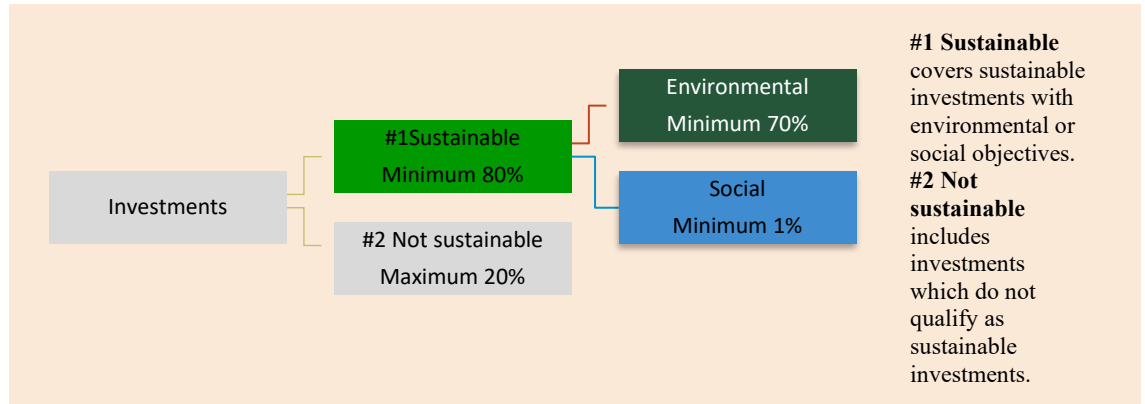 Investments
#1Sustainable
Minimum 80%
#2 Not sustainable
Maximum 20%
Environmental
Minimum 70%
Social
Minimum 1%
#1 Sustainable
covers sustainable
investments with
environmental or
social objectives.
#2 Not
sustainable
includes
investments
which do not
qualify as
sustainable
investments.